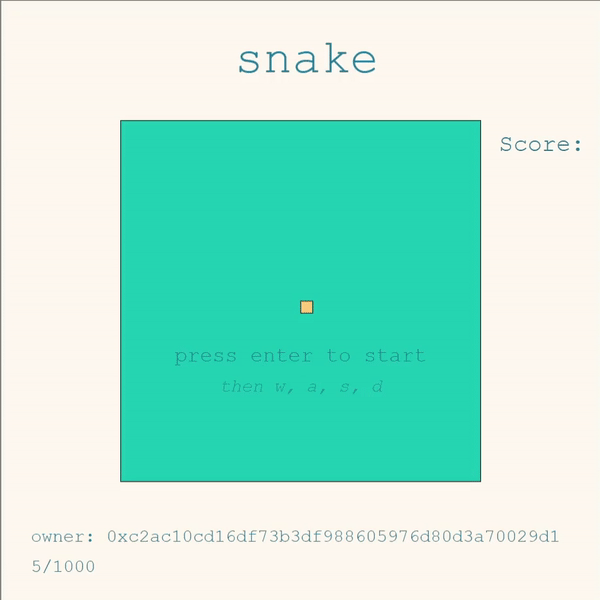 snake
Score:
press enter to start
then w, a, s, d
owner: 0xc2ac10cd16df73b3df988605976d80d3a70029d1
5/1000